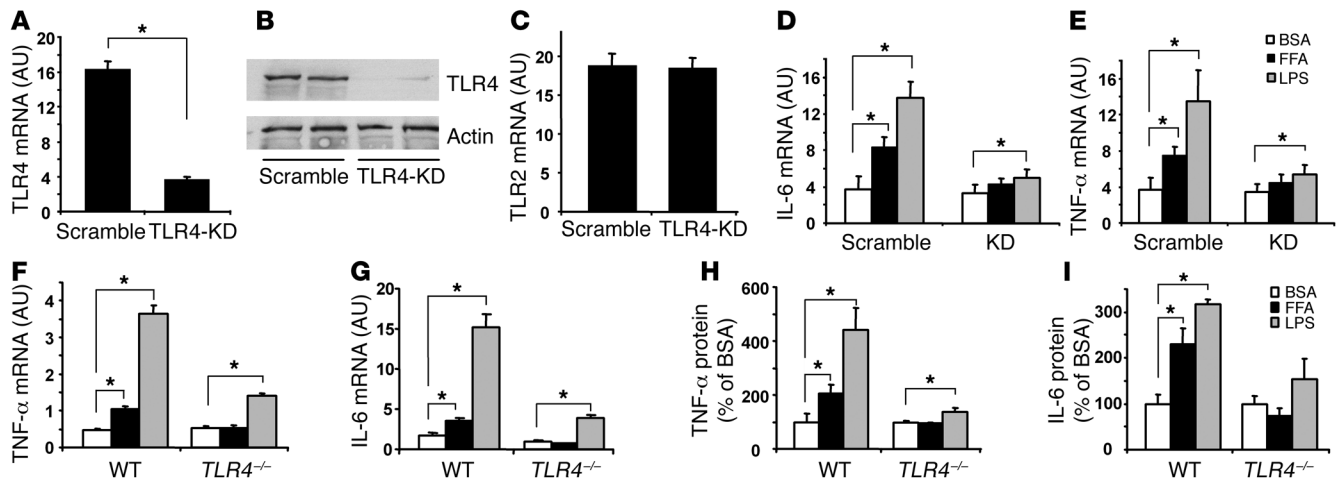 A
TLR4 mRNA (AU)
20
16
12
8
4
0
*
Scramble TLR4-KD
B
TLR4
Actin
Scramble TLR4-KD
C
TLR2 mRNA (AU)
20
15
10
5
0
Scramble TLR4-KD
D
IL-6 mRNA (AU)
16
12
8
4
0
*
*
*
Scramble KD
E
TNF-α mRNA (AU)
16
12
8
4
0
*
*
*
BSA
FFA
LPS
Scramble KD
F
TNF-α mRNA (AU)
4
3
2
2
1
1
0
*
*
*
WT TLR4–/–
G
IL-6 mRNA (AU)
20
15
10
5
0
*
*
*
WT TLR4–/–
H
TNF-α protein
(% of BSA)
600
400
200
0
*
*
*
WT TLR4–/–
I
IL-6 protein
(% of BSA)
300
200
100
0
*
*
BSA
FFA
LPS
WT TLR4–/–